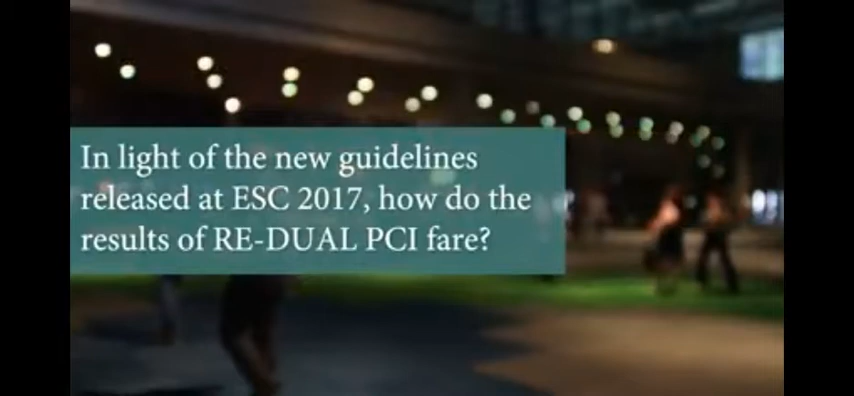 In light of the new guidelines
released at ESC 2017, how do the
results of RE-DUAL PCI fare?